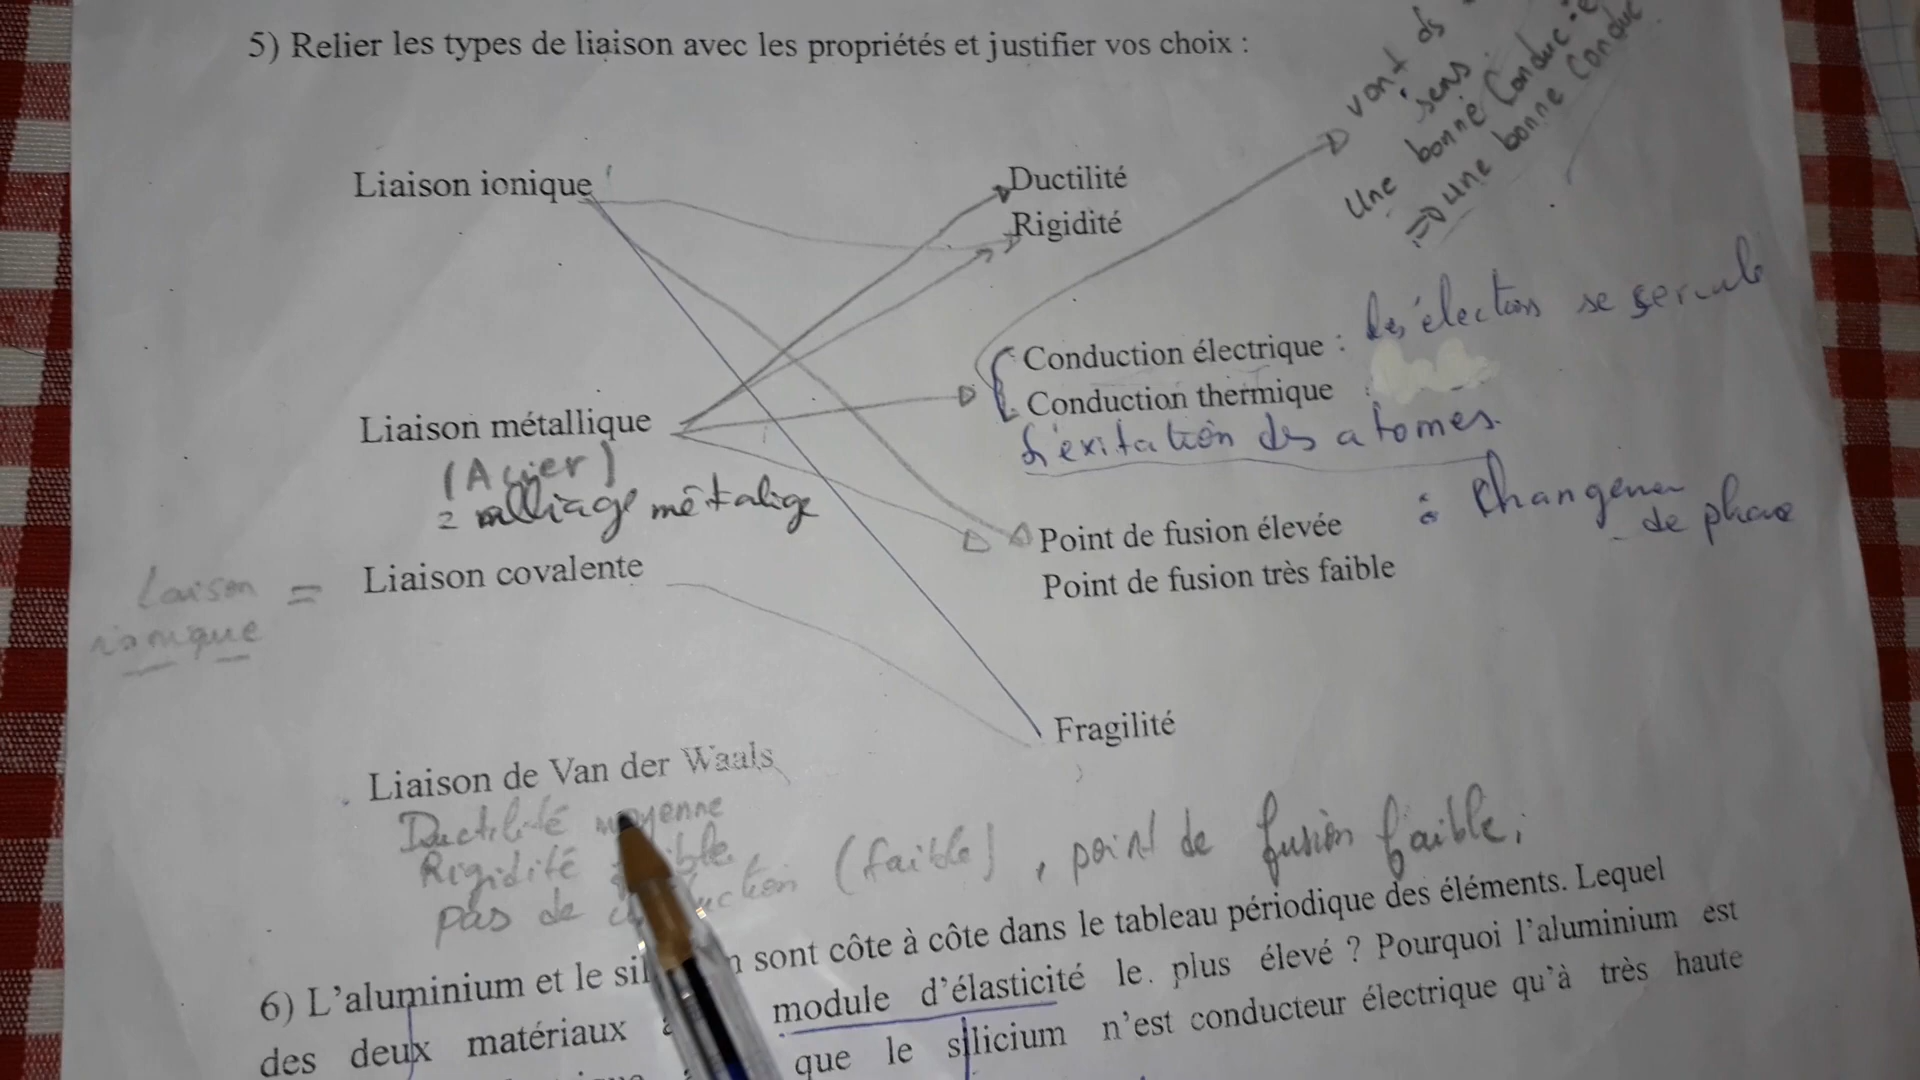 5) Relier les types de liaison avec les propriétés et justifier vos choix :
vont ds
sens
Une bonne Conduc
=> une bonne Conduc
Liaison ionique
Ductilité
Rigidité
Conduction électrique : les électrons se
Conduction thermique :
L'exitation des atomes.
Liaison métallique
(Acier)
= alliage métalige
Point de fusion élevée : Changemen
de phase
Point de fusion très faible
Liaison covalente
= Liaison
ionique
Fragilité
Liaison de Van der Waals
Ductilité moyenne
Rigidité
pas de (faible), point de fusion faible,
6) L'aluminium et le sont côte à côte dans le tableau périodique des éléments. Lequel
des deux matériaux module d'élasticité le plus élevé ? Pourquoi l'aluminium est
que le silicium n'est conducteur électrique qu'à très haute